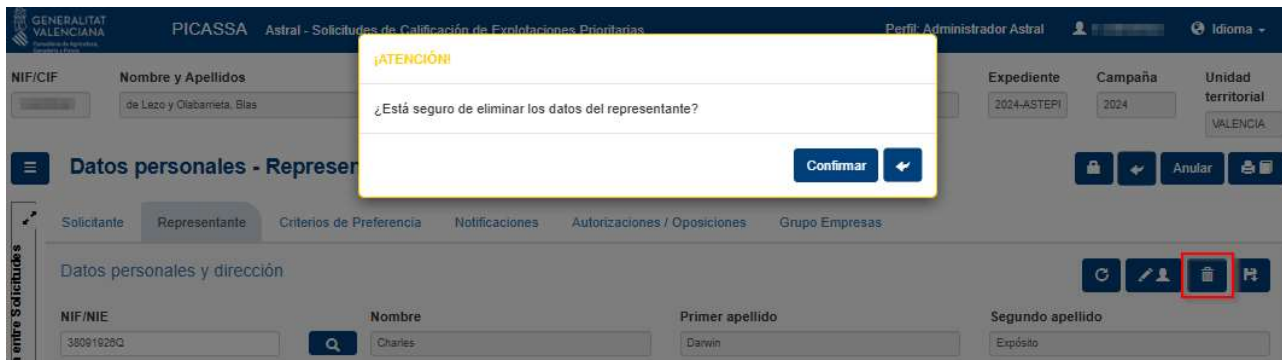 GENERALITAT
VALENCIANA
PICASSA Astral - Solicitudes de Calificación de Explotaciones Prioritarias Perfil: Administrador Astral Idioma
¡ATENCIÓN!
¿Está seguro de eliminar los datos del representante?
Confirmar
NIF/CIF Nombre y Apellidos Expediente Campaña Unidad
territorial
de Lezo y Olabarrieta, Blas 2024-ASTEPI 2024
VALENCIA
Datos personales - Represen Anular
Solicitante Representante Criterios de Preferencia Notificaciones Autorizaciones / Oposiciones Grupo Empresas
entre Solicitudes
Datos personales y dirección
NIF/NIE Nombre Primer apellido Segundo apellido
38091926Q Charles Darwin Expósito